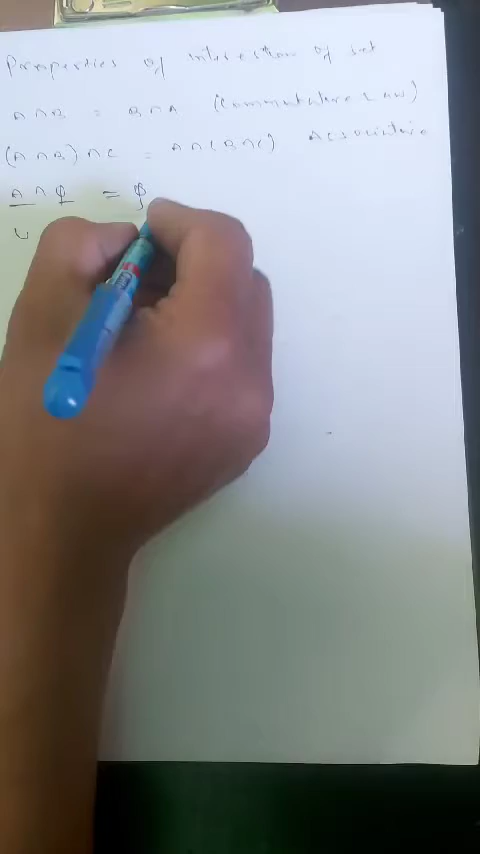 Properties of intersection of set
A ∩ B = B ∩ A (Commutative Law)
(A ∩ B) ∩ C = A ∩ (B ∩ C) Associative
A ∩ φ = φ
U